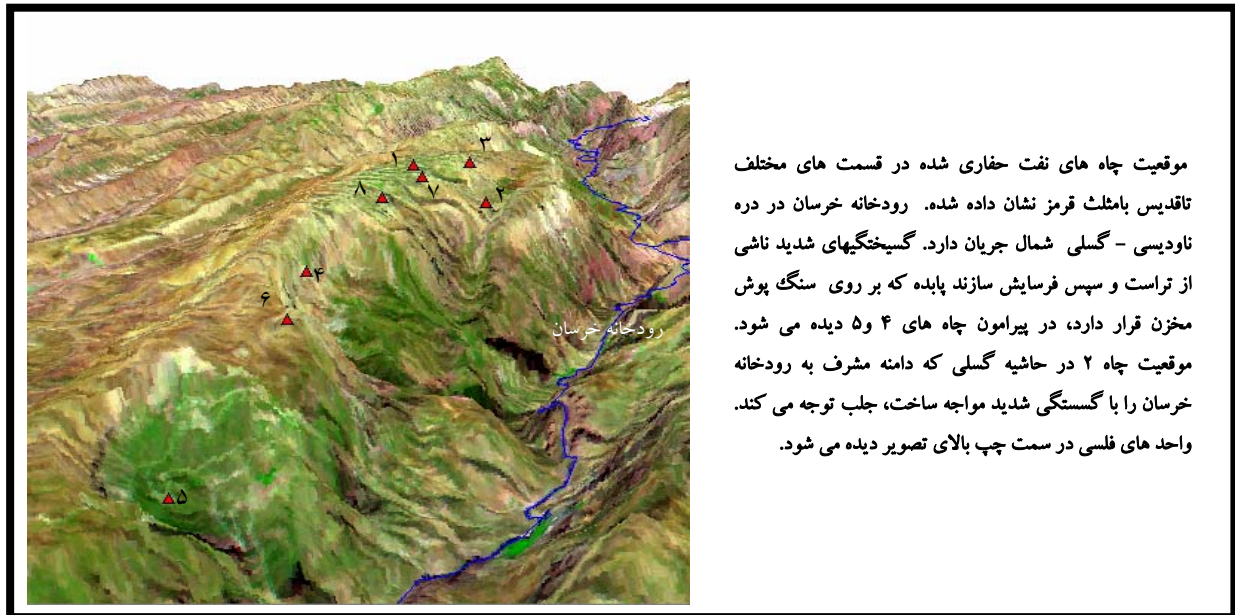 ۳
۱
۷
۸
۲
۴
۶
رودخانه خرسان
۵
موقعیت چاه های نفت حفاری شده در قسمت های مختلف
تاقدیس بامثلث قرمز نشان داده شده. رودخانه خرسان در دره
ناودیسی - گسلی شمال جریان دارد. گسیختگیهای شدید ناشی
از تراست و سپس فرسایش سازند پابده که بر روی سنگ پوش
مخزن قرار دارد، در پیرامون چاه های ۴ و۵ دیده می شود.
موقعیت چاه ۲ در حاشیه گسلی که دامنه مشرف به رودخانه
خرسان را با گسستگی شدید مواجه ساخت، جلب توجه می کند.
واحد های فلسی در سمت چپ بالای تصویر دیده می شود.